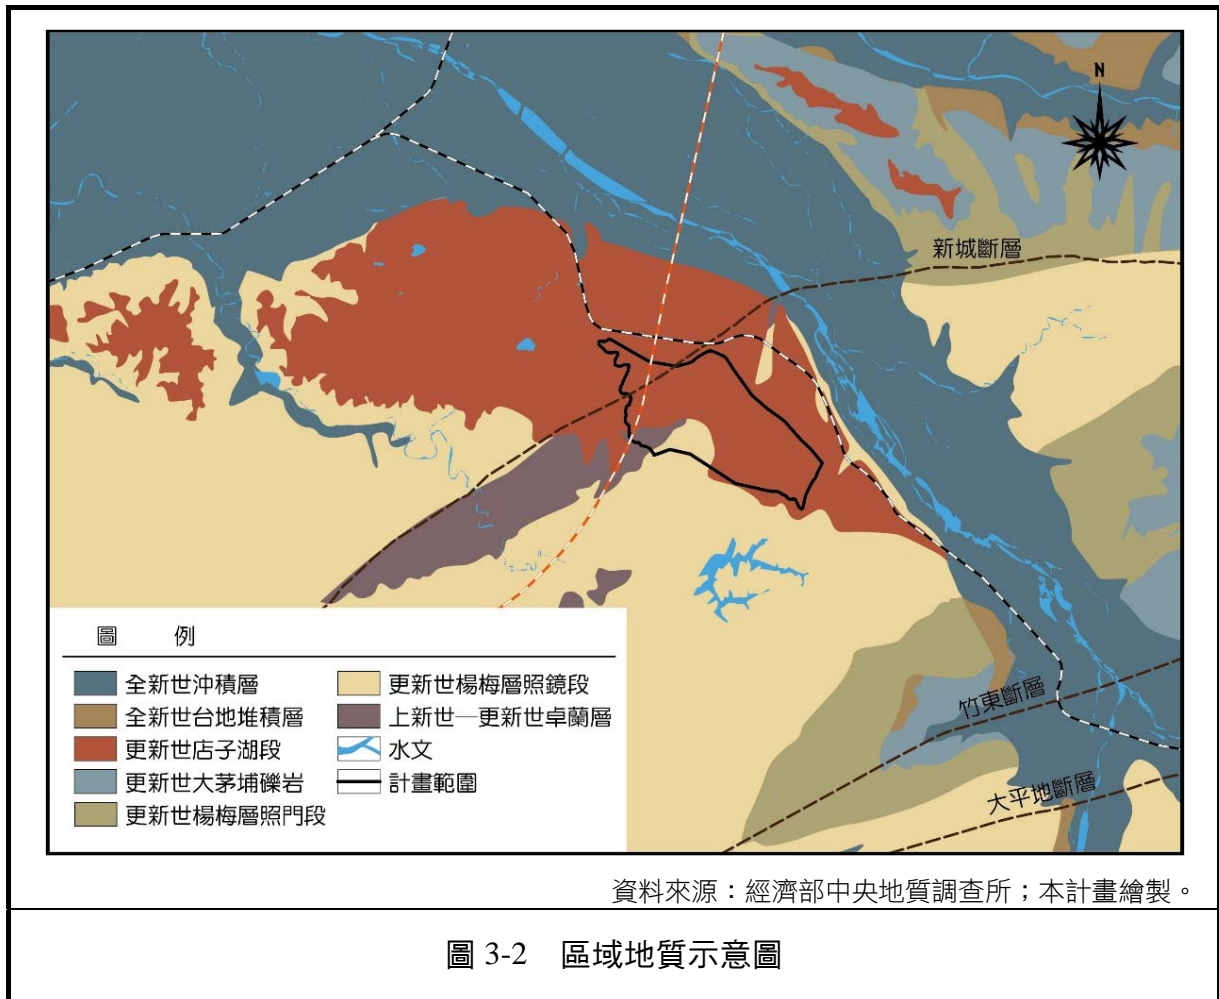 N
新城斷層
竹東斷層
大平地斷層
圖 例
全新世沖積層
全新世台地堆積層
更新世店子湖段
更新世大茅埔礫岩
更新世楊梅層照門段
更新世楊梅層照鏡段
上新世—更新世卓蘭層
水文
計畫範圍
資料來源：經濟部中央地質調查所；本計畫繪製。
圖 3-2 區域地質示意圖